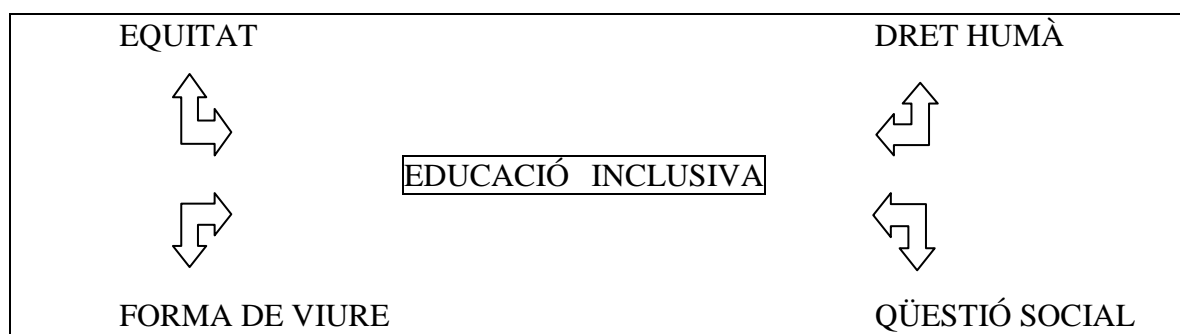 EQUITAT
DRET HUMÀ
EDUCACIÓ INCLUSIVA
FORMA DE VIURE
QÜESTIÓ SOCIAL